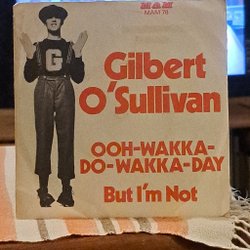 MAM
MAM 78
Gilbert
O'Sullivan
G
OOH-WAKKA-
DO-WAKKA-DAY
But I'm Not